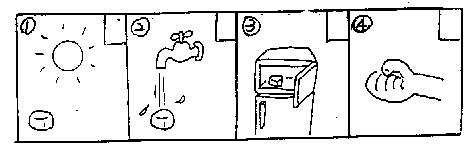 ① ② ③ ④